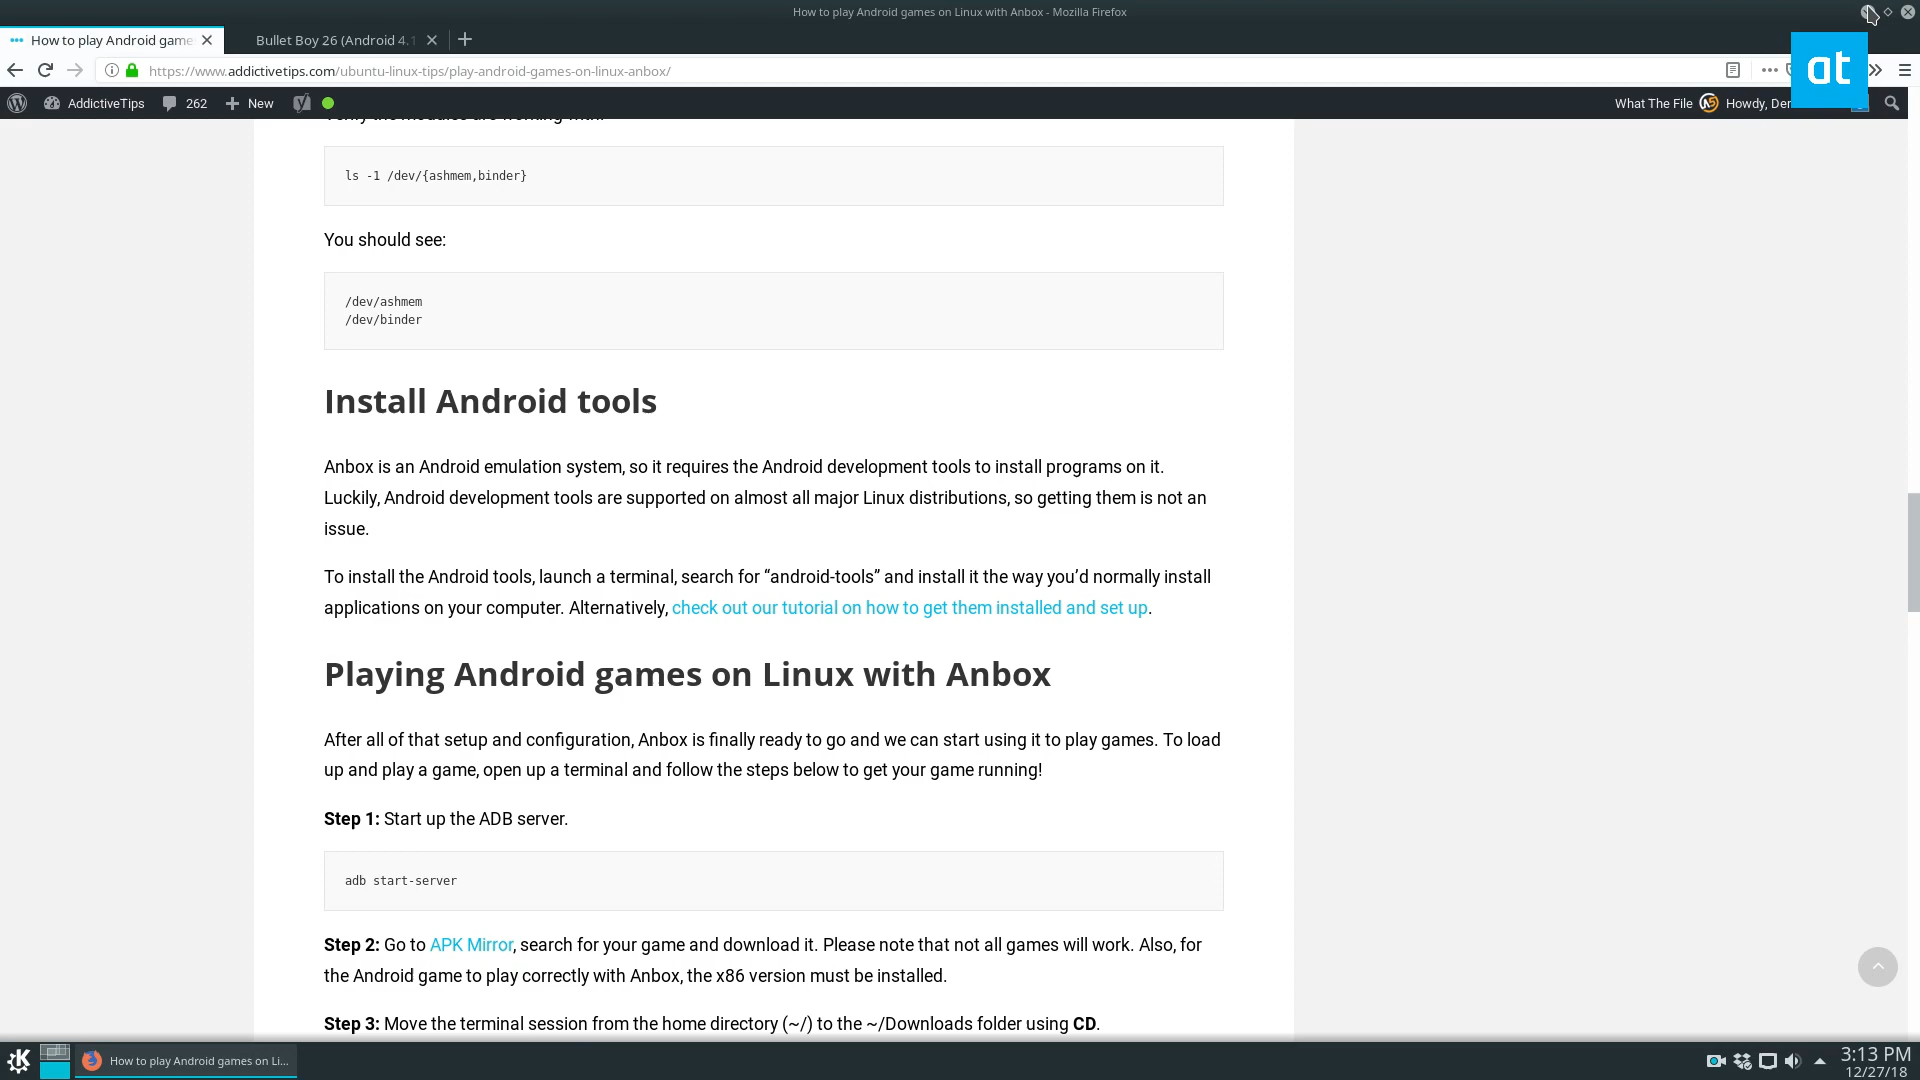 How to play Android games on Linux with Anbox - Mozilla Firefox
How to play Android game
Bullet Boy 26 (Android 4.1
https://www.addictivetips.com/ubuntu-linux-tips/play-android-games-on-linux-anbox/
at
AddictiveTips 262 New
What The File Howdy, Der
Verify the modules are working with:
ls -1 /dev/{ashmem,binder}
You should see:
/dev/ashmem
/dev/binder
Install Android tools
Anbox is an Android emulation system, so it requires the Android development tools to install programs on it.
Luckily, Android development tools are supported on almost all major Linux distributions, so getting them is not an
issue.
To install the Android tools, launch a terminal, search for “android-tools” and install it the way you’d normally install
applications on your computer. Alternatively, check out our tutorial on how to get them installed and set up.
Playing Android games on Linux with Anbox
After all of that setup and configuration, Anbox is finally ready to go and we can start using it to play games. To load
up and play a game, open up a terminal and follow the steps below to get your game running!
Step 1: Start up the ADB server.
adb start-server
Step 2: Go to APK Mirror, search for your game and download it. Please note that not all games will work. Also, for
the Android game to play correctly with Anbox, the x86 version must be installed.
Step 3: Move the terminal session from the home directory (~/) to the ~/Downloads folder using CD.
How to play Android games on Li...
3:13 PM
12/27/18